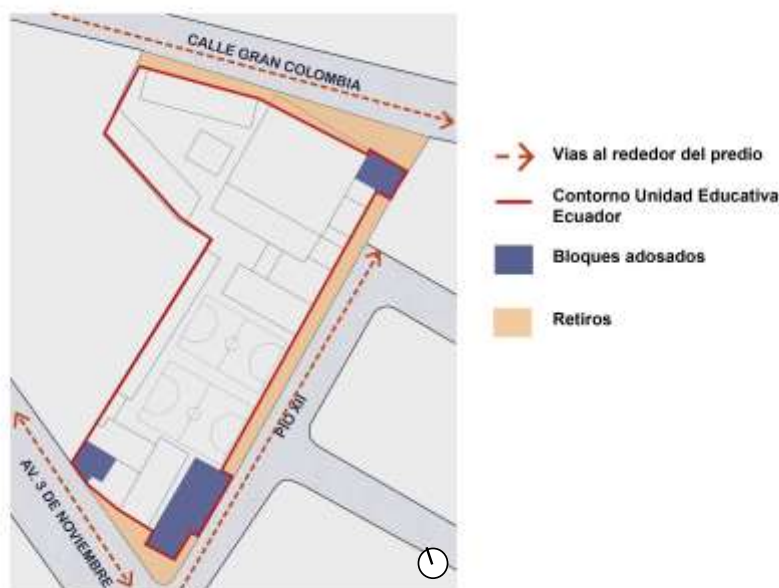 CALLE GRAN COLOMBIA
Vias al rededor del predio
Contorno Unidad Educativa
Ecuador
Bloques adosados
Retiros
PIO XII
AV. 3 DE NOVIEMBRE